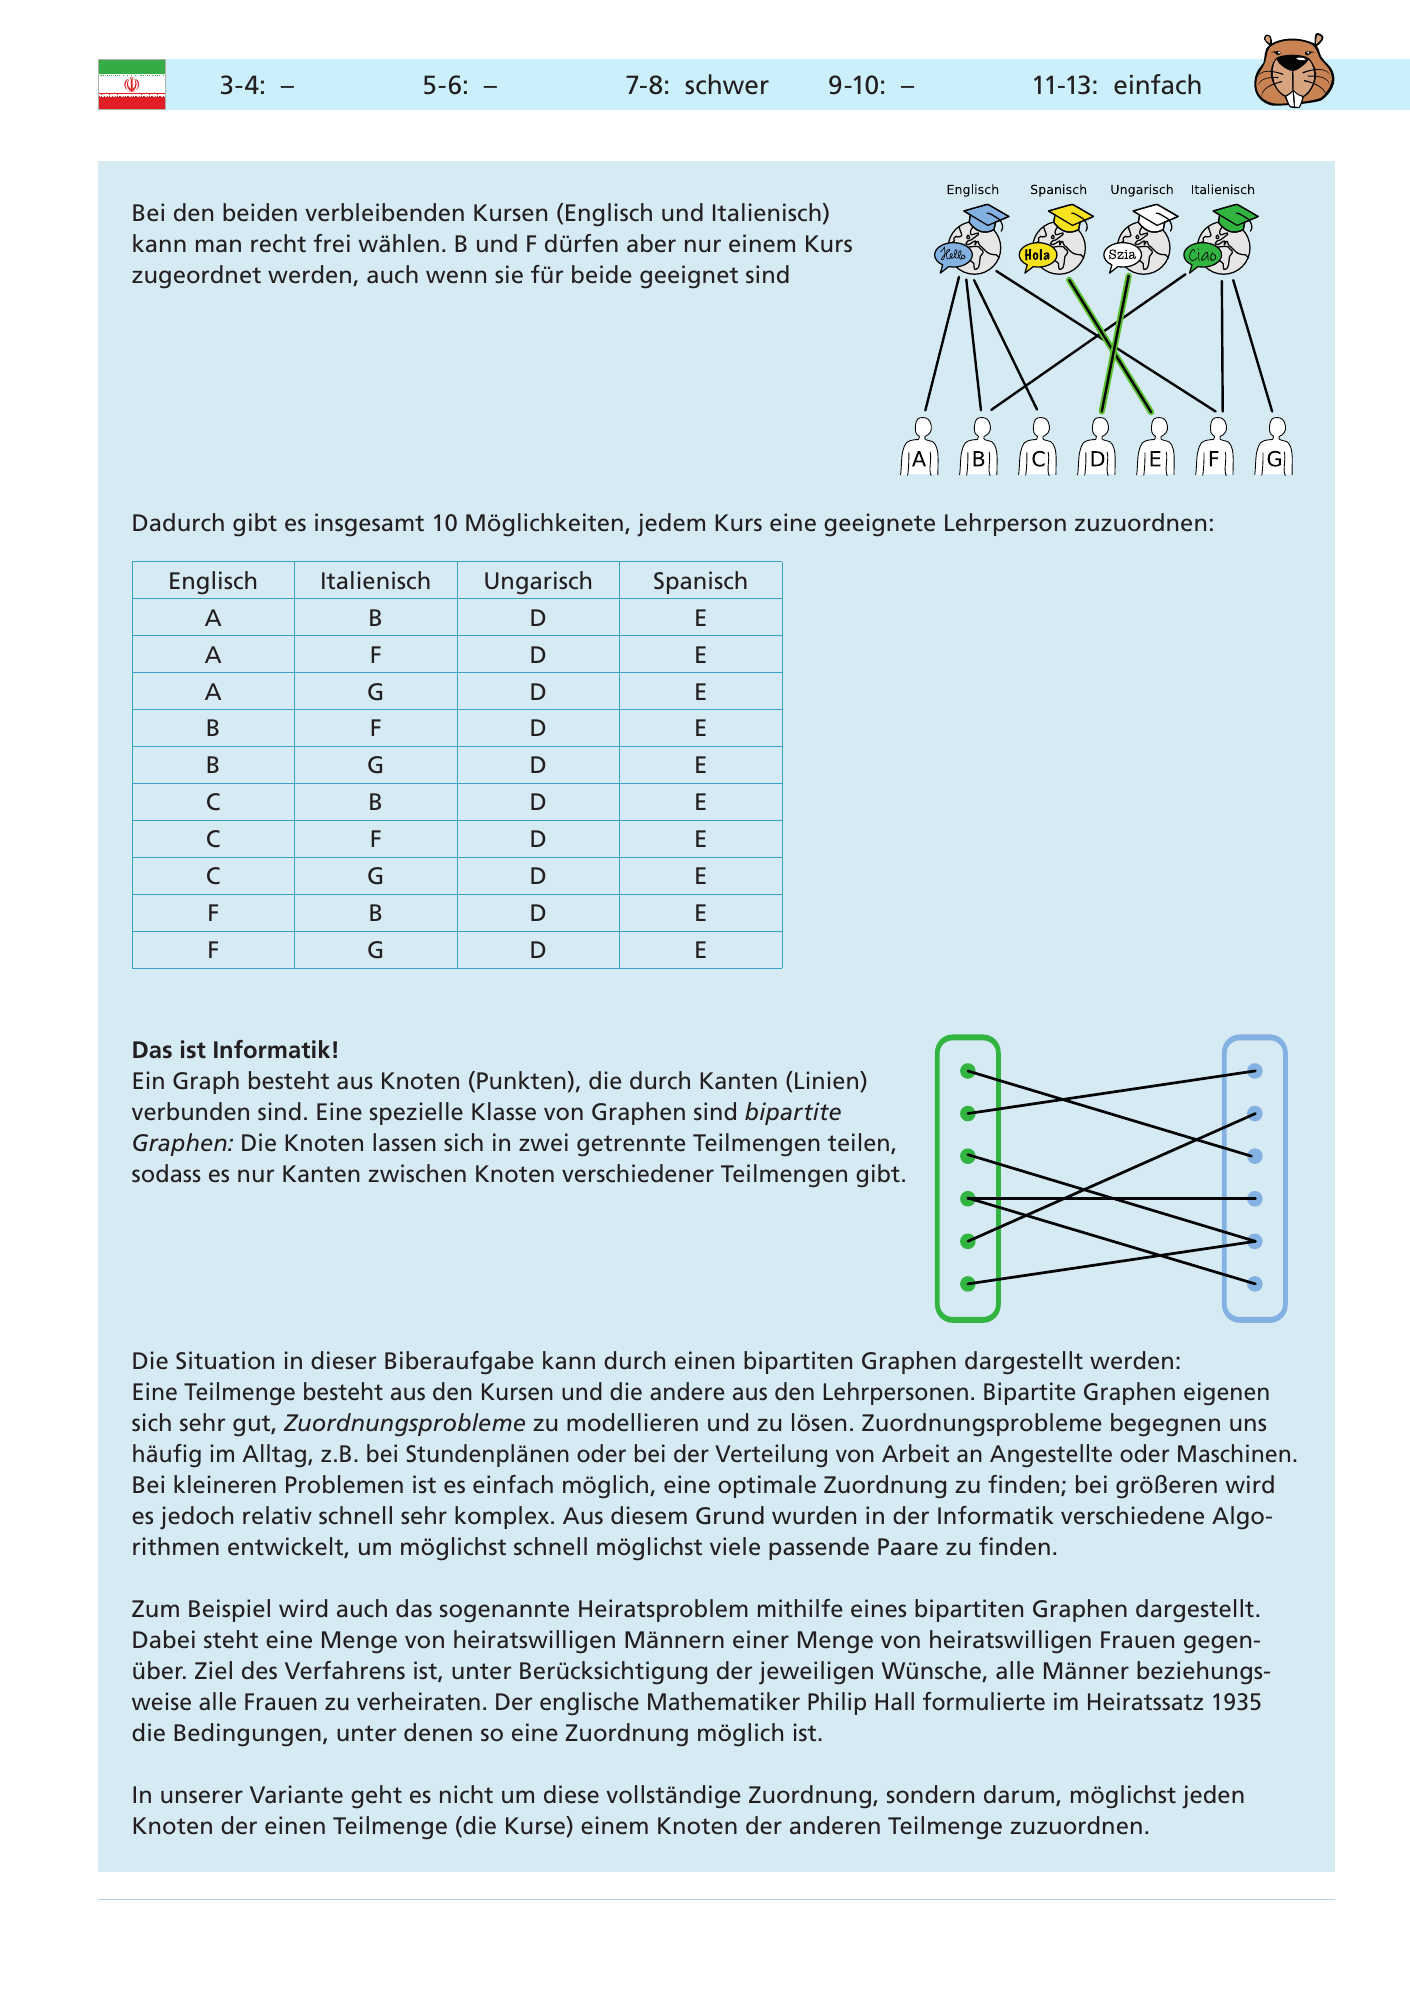 3-4: –  5-6: –  7-8: schwer  9-10: –  11-13: einfach
Bei den beiden verbleibenden Kursen (Englisch und Italienisch)
kann man recht frei wählen. B und F dürfen aber nur einem Kurs
zugeordnet werden, auch wenn sie für beide geeignet sind
Englisch Spanisch Ungarisch Italienisch
Hello Hola Szia Ciao
A B C D E F G
Dadurch gibt es insgesamt 10 Möglichkeiten, jedem Kurs eine geeignete Lehrperson zuzuordnen:
Englisch Italienisch Ungarisch Spanisch
A B D E
A F D E
A G D E
B F D E
B G D E
C B D E
C F D E
C G D E
F B D E
F G D E
Das ist Informatik!
Ein Graph besteht aus Knoten (Punkten), die durch Kanten (Linien)
verbunden sind. Eine spezielle Klasse von Graphen sind bipartite
Graphen: Die Knoten lassen sich in zwei getrennte Teilmengen teilen,
sodass es nur Kanten zwischen Knoten verschiedener Teilmengen gibt.
Die Situation in dieser Biberaufgabe kann durch einen bipartiten Graphen dargestellt werden:
Eine Teilmenge besteht aus den Kursen und die andere aus den Lehrpersonen. Bipartite Graphen eigenen
sich sehr gut, Zuordnungsprobleme zu modellieren und zu lösen. Zuordnungsprobleme begegnen uns
häufig im Alltag, z.B. bei Stundenplänen oder bei der Verteilung von Arbeit an Angestellte oder Maschinen.
Bei kleineren Problemen ist es einfach möglich, eine optimale Zuordnung zu finden; bei größeren wird
es jedoch relativ schnell sehr komplex. Aus diesem Grund wurden in der Informatik verschiedene Algo-
rithmen entwickelt, um möglichst schnell möglichst viele passende Paare zu finden.
Zum Beispiel wird auch das sogenannte Heiratsproblem mithilfe eines bipartiten Graphen dargestellt.
Dabei steht eine Menge von heiratswilligen Männern einer Menge von heiratswilligen Frauen gegen-
über. Ziel des Verfahrens ist, unter Berücksichtigung der jeweiligen Wünsche, alle Männer beziehungs-
weise alle Frauen zu verheiraten. Der englische Mathematiker Philip Hall formulierte im Heiratssatz 1935
die Bedingungen, unter denen so eine Zuordnung möglich ist.
In unserer Variante geht es nicht um diese vollständige Zuordnung, sondern darum, möglichst jeden
Knoten der einen Teilmenge (die Kurse) einem Knoten der anderen Teilmenge zuzuordnen.